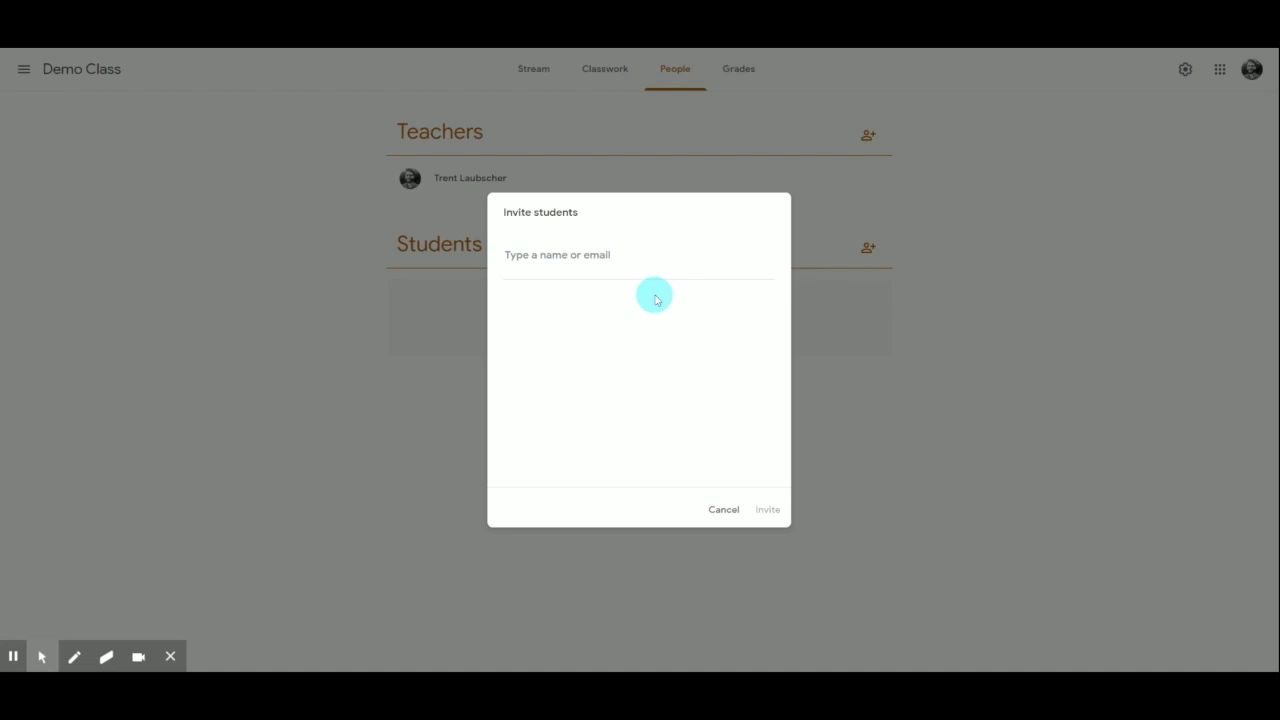 Demo Class
Stream
Classwork
People
Grades
Teachers
Trent Laubscher
Invite students
Students
Type a name or email
Cancel
Invite